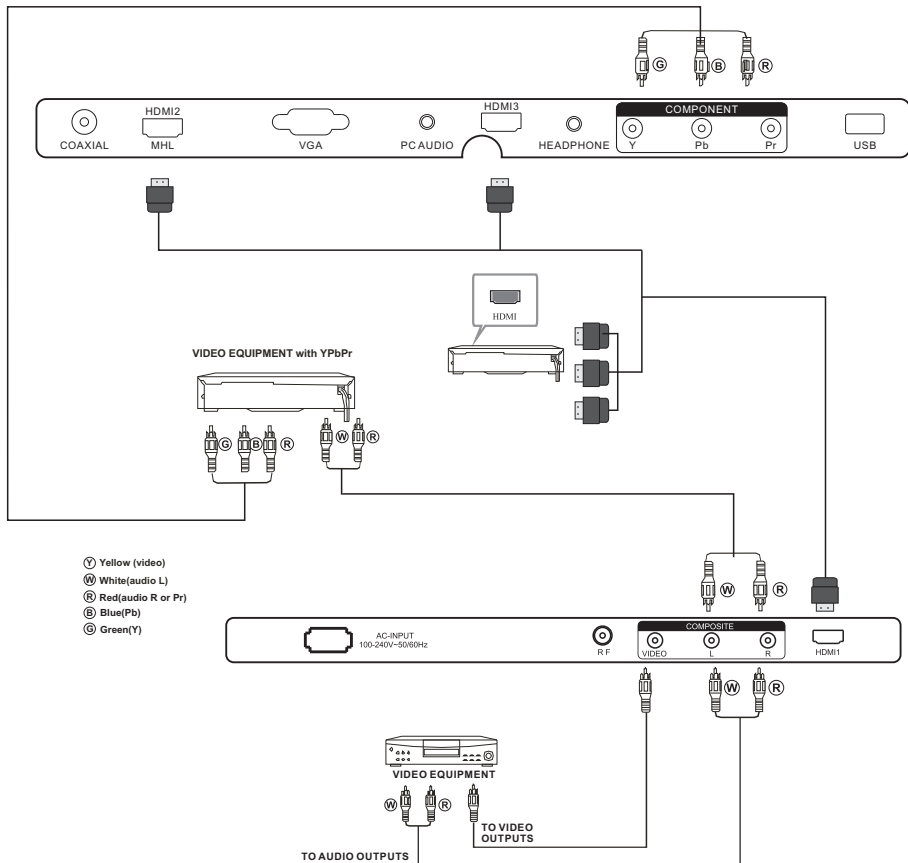 G B R
COMPONENT
HDMI2 HDMI3
COAXIAL MHL VGA PC AUDIO HEADPHONE Y Pb Pr USB
HDMI
VIDEO EQUIPMENT with YPbPr
G B R W R
Y Yellow (video)
W White(audio L)
R Red(audio R or Pr)
B Blue(Pb)
G Green(Y)
W R
COMPOSITE
AC-INPUT
100-240V~50/60Hz
R F VIDEO L R HDMI1
W R
VIDEO EQUIPMENT
W R
TO VIDEO
OUTPUTS
TO AUDIO OUTPUTS